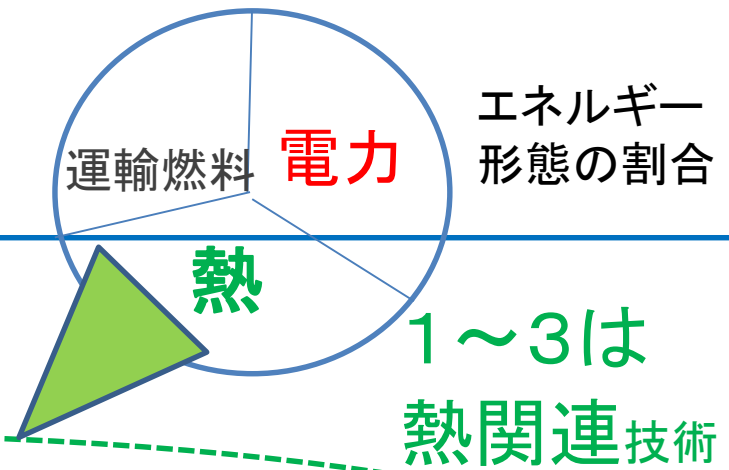 エネルギー
形態の割合
運輸燃料
電力
熱
1～3は
熱関連技術